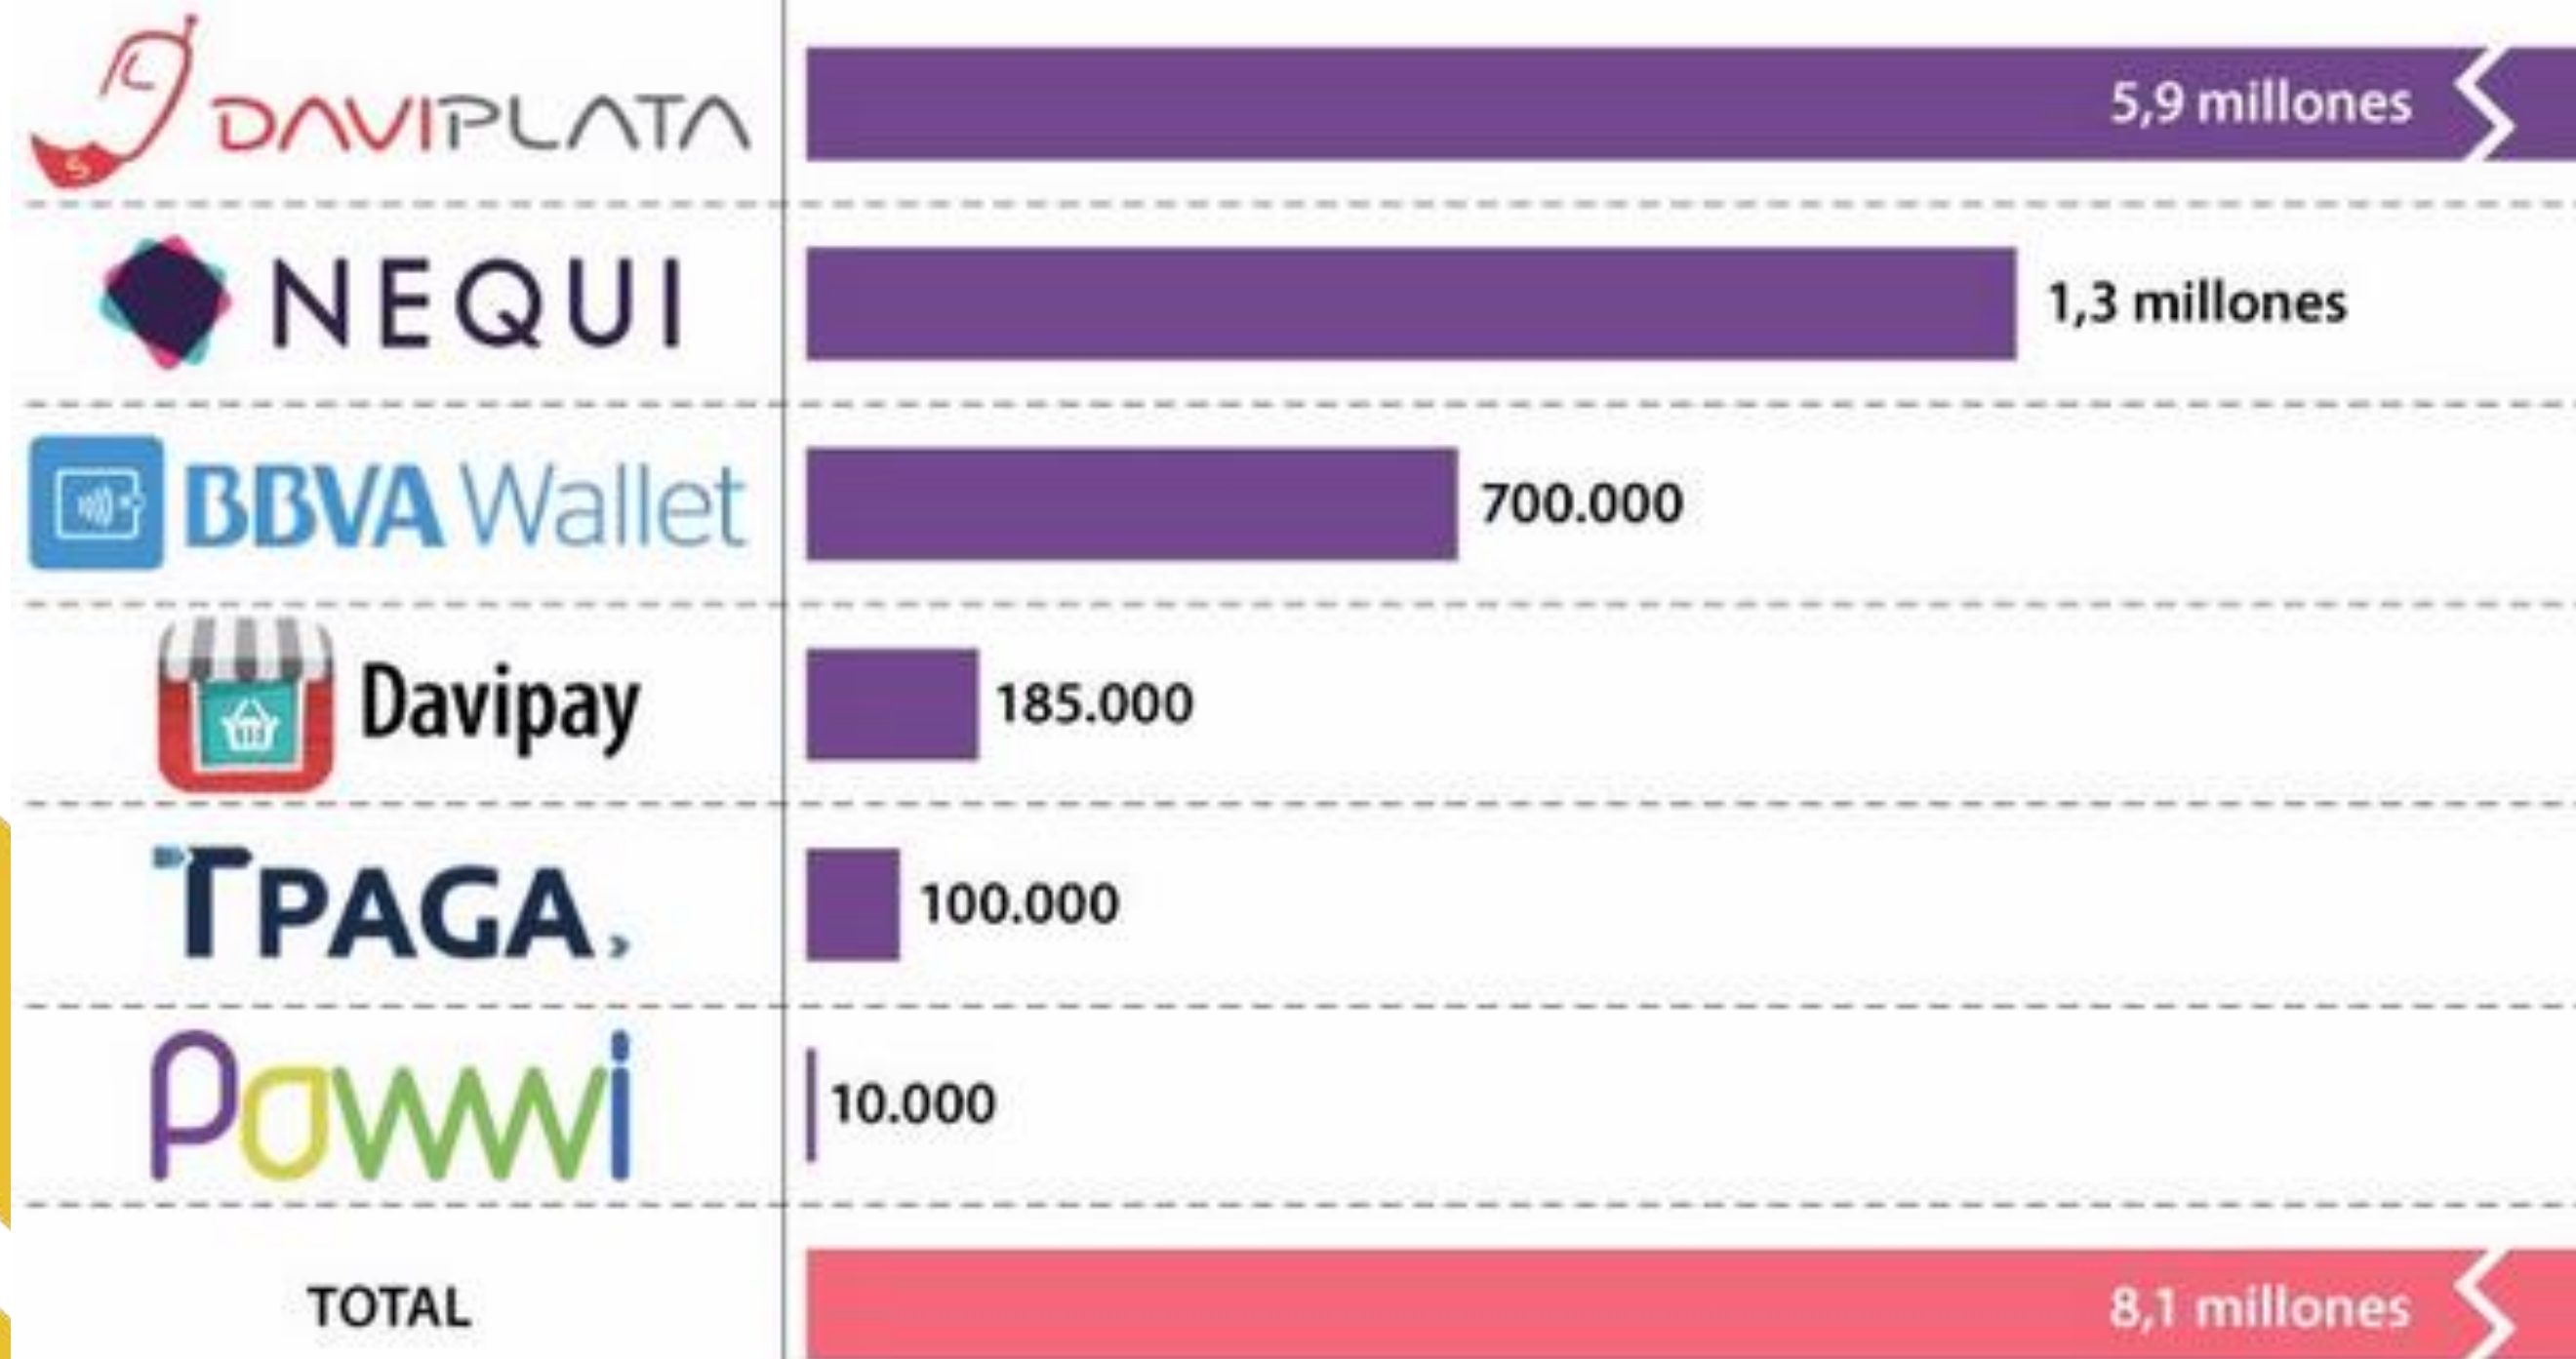 DAVIPLATA
5,9 millones
NEQUI
1,3 millones
BBVA Wallet
700.000
Davipay
185.000
TPAGA
100.000
Powwi
10.000
TOTAL
8,1 millones